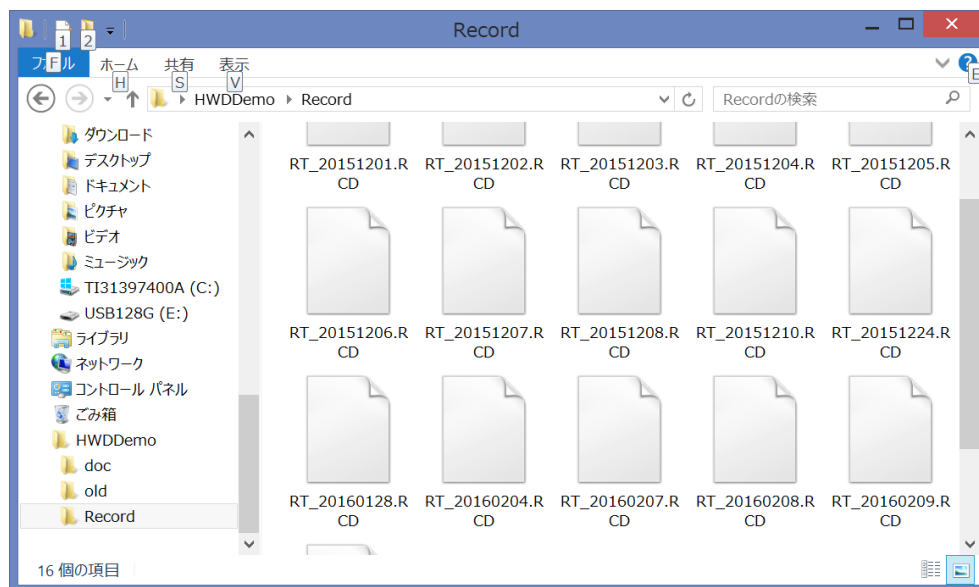 Record
1
2
ファイル
F
ホーム
共有
表示
H
S
V
E
HWDDemo
Record
Recordの検索
ダウンロード
デスクトップ
ドキュメント
ピクチャ
ビデオ
ミュージック
TI31397400A (C:)
USB128G (E:)
ライブラリ
ネットワーク
コントロール パネル
ごみ箱
HWDDemo
doc
old
Record
RT_20151201.R
CD
RT_20151202.R
CD
RT_20151203.R
CD
RT_20151204.R
CD
RT_20151205.R
CD
RT_20151206.R
CD
RT_20151207.R
CD
RT_20151208.R
CD
RT_20151210.R
CD
RT_20151224.R
CD
RT_20160128.R
CD
RT_20160204.R
CD
RT_20160207.R
CD
RT_20160208.R
CD
RT_20160209.R
CD
16 個の項目